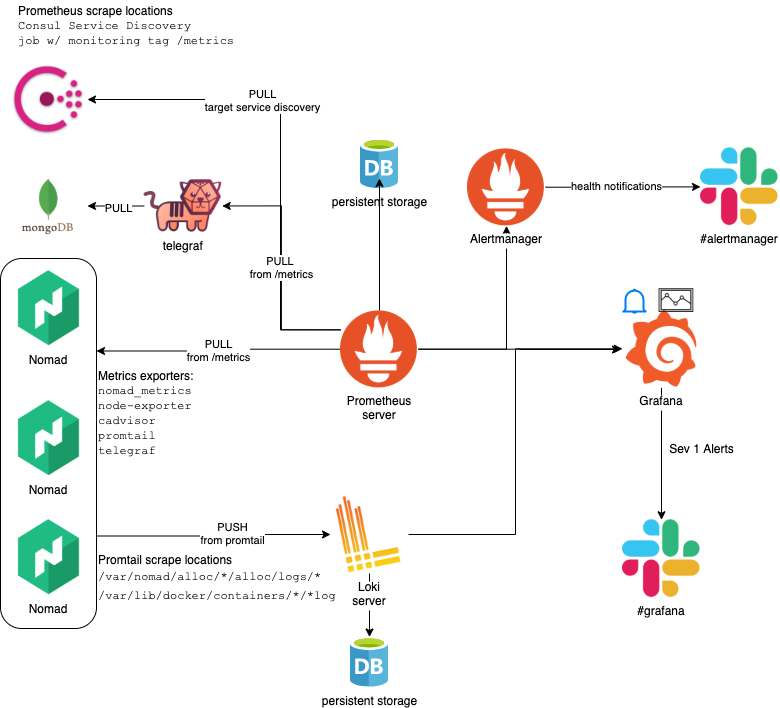 Prometheus scrape locations
Consul Service Discovery
job w/ monitoring tag /metrics
PULL
target service discovery
DB
persistent storage
health notifications
Alertmanager
#alertmanager
mongoDB
PULL
telegraf
PULL
from /metrics
Nomad
PULL
from /metrics
Prometheus
server
Grafana
Metrics exporters:
nomad_metrics
node-exporter
cadvisor
promtail
telegraf
Nomad
Sev 1 Alerts
PUSH
from promtail
Promtail scrape locations
/var/nomad/alloc/*/alloc/logs/*
/var/lib/docker/containers/*/*log
Nomad
Loki
server
#grafana
DB
persistent storage